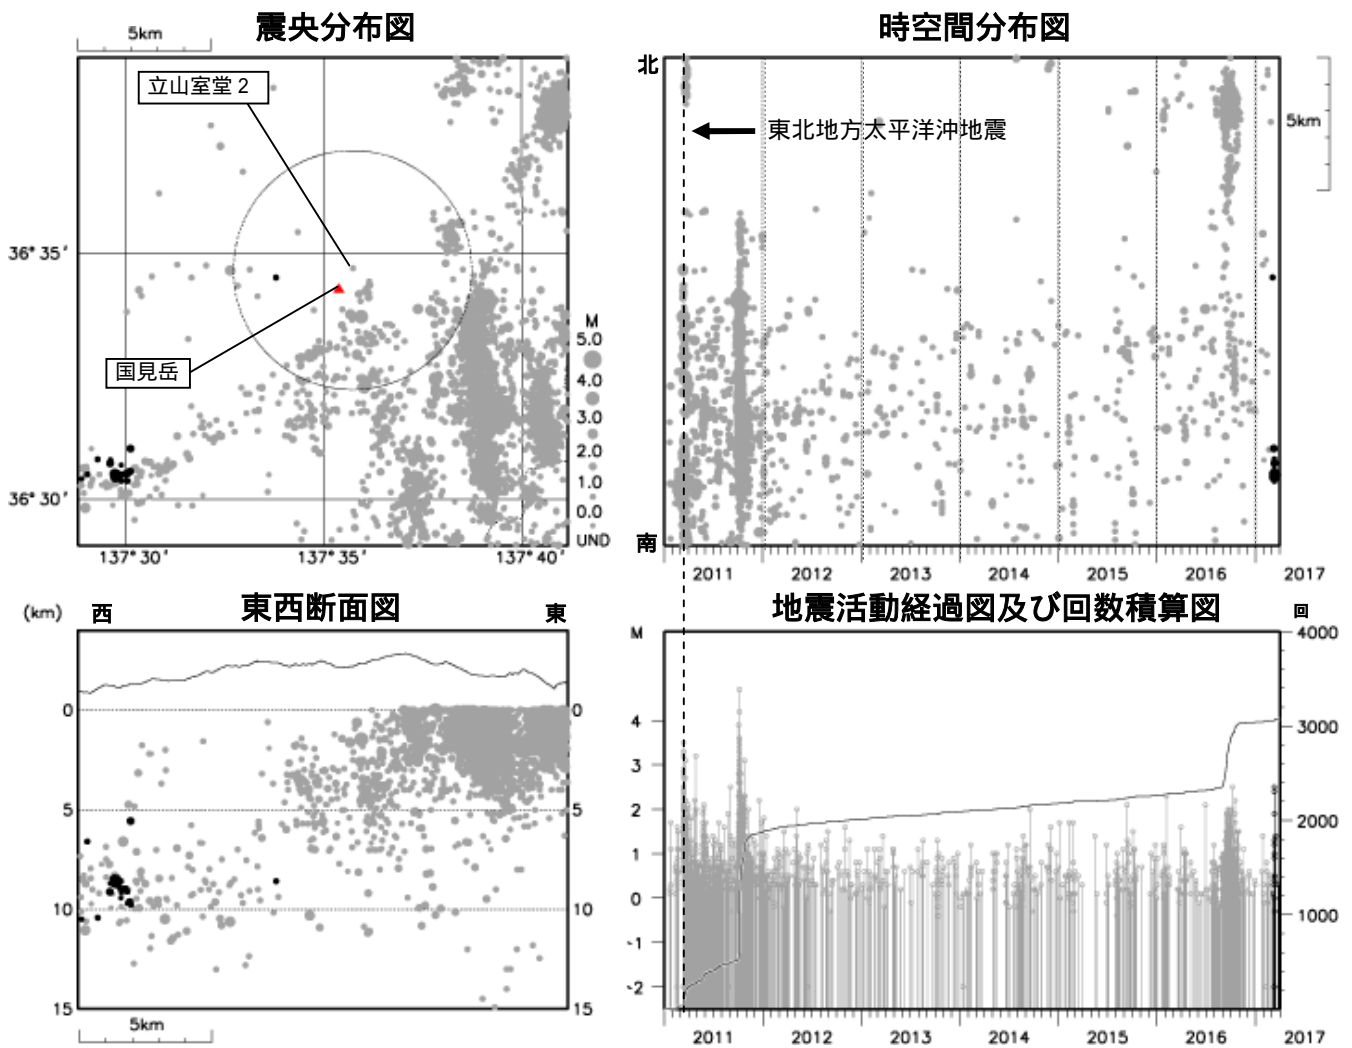 震央分布図
5km
立山室堂2
36°35′
国見岳
36°30′
137°30′
137°35′
137°40′
M
5.0
4.0
3.0
2.0
1.0
0.0
UND
時空間分布図
北
東北地方太平洋沖地震
5km
南
2011 2012 2013 2014 2015 2016 2017
東西断面図
(km) 西 東
0 0
5 5
10 10
15 15
5km
地震活動経過図及び回数積算図
M 回
4
3
2
1
0
-1
-2
4000
3000
2000
1000
2011 2012 2013 2014 2015 2016 2017